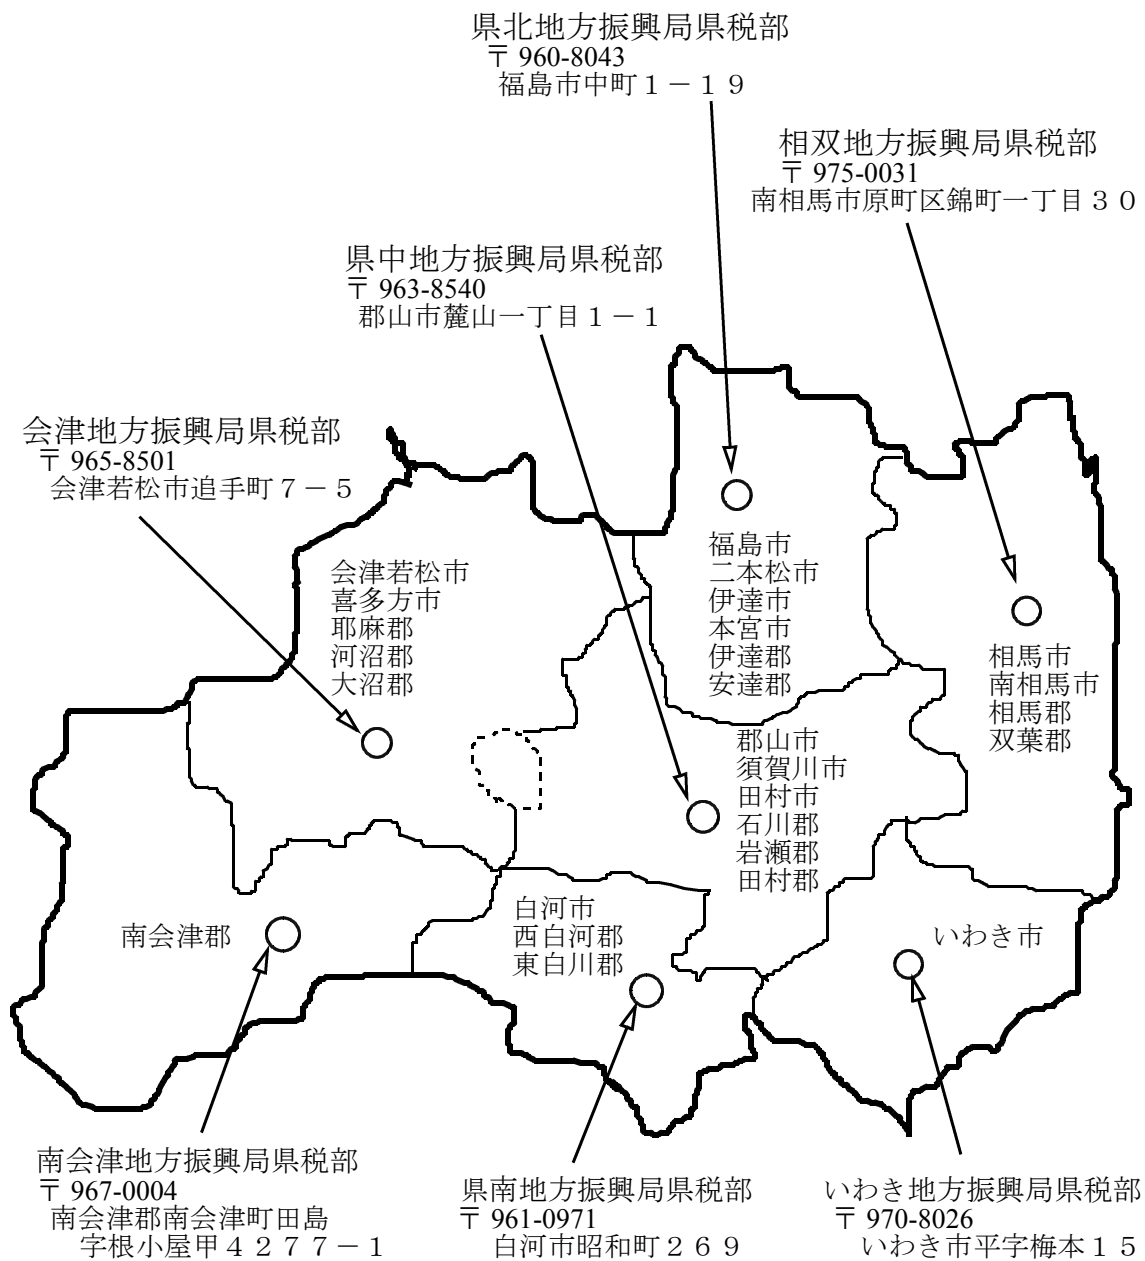 県北地方振興局県税部
〒960-8043
福島市中町１－１９
相双地方振興局県税部
〒975-0031
南相馬市原町区錦町一丁目３０
県中地方振興局県税部
〒963-8540
郡山市麓山一丁目１－１
会津地方振興局県税部
〒965-8501
会津若松市追手町７－５
福島市
二本松市
伊達市
本宮市
伊達郡
安達郡
会津若松市
喜多方市
耶麻郡
河沼郡
大沼郡
相馬市
南相馬市
相馬郡
双葉郡
郡山市
須賀川市
田村市
石川郡
岩瀬郡
田村郡
南会津郡
白河市
西白河郡
東白川郡
いわき市
南会津地方振興局県税部
〒967-0004
南会津郡南会津町田島
字根小屋甲４２７７－１
県南地方振興局県税部
〒961-0971
白河市昭和町２６９
いわき地方振興局県税部
〒970-8026
いわき市平字梅本１５